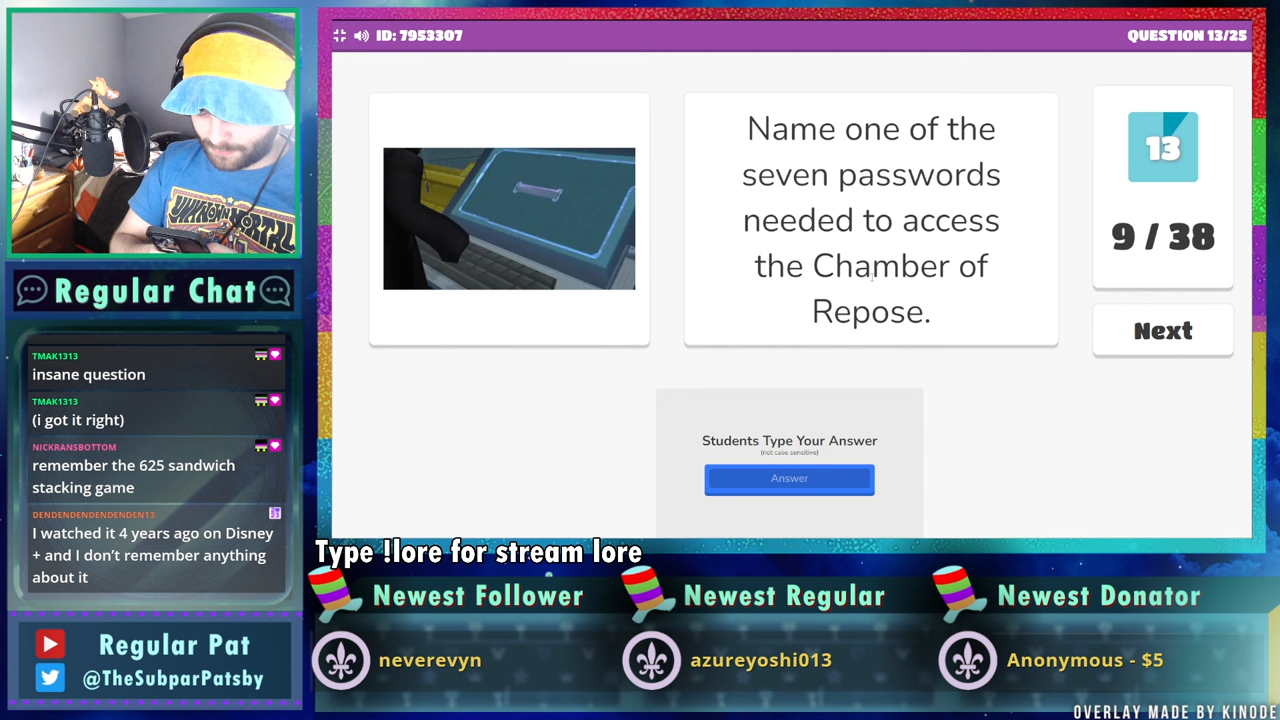 ID: 7953307
QUESTION 13/25
Name one of the
seven passwords
needed to access
the Chamber of
Repose.
13
9 / 38
Next
Students Type Your Answer
(not case sensitive)
Answer
Regular Chat
TMAK1313
insane question
TMAK1313
(i got it right)
NICKRANSBOTTOM
remember the 625 sandwich
stacking game
DENDENDENDENDENDEN13
I watched it 4 years ago on Disney
+ and I don't remember anything
about it
Regular Pat
@TheSubparPatsby
Type !lore for stream lore
Newest Follower
neverevyn
Newest Regular
azureyoshi013
Newest Donator
Anonymous - $5
OVERLAY MADE BY KINODE